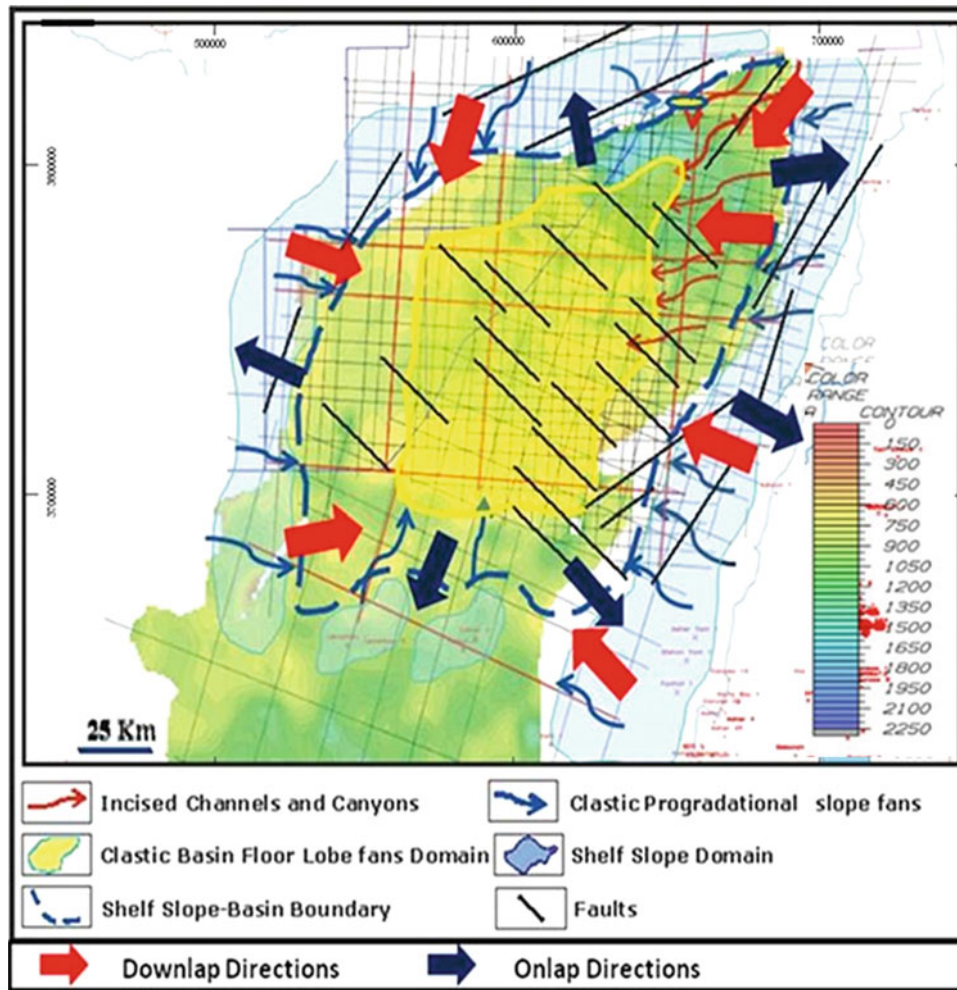 500000 600000 700000
3800000
3700000
COLOR
COLOR
RANGE
CONTOUR
0
150
300
450
600
750
900
1050
1200
1350
1500
1650
1800
1950
2100
2250
25 Km
Incised Channels and Canyons
Clastic Progradational slope fans
Clastic Basin Floor Lobe fans Domain
Shelf Slope Domain
Shelf Slope-Basin Boundary
Faults
Downlap Directions
Onlap Directions